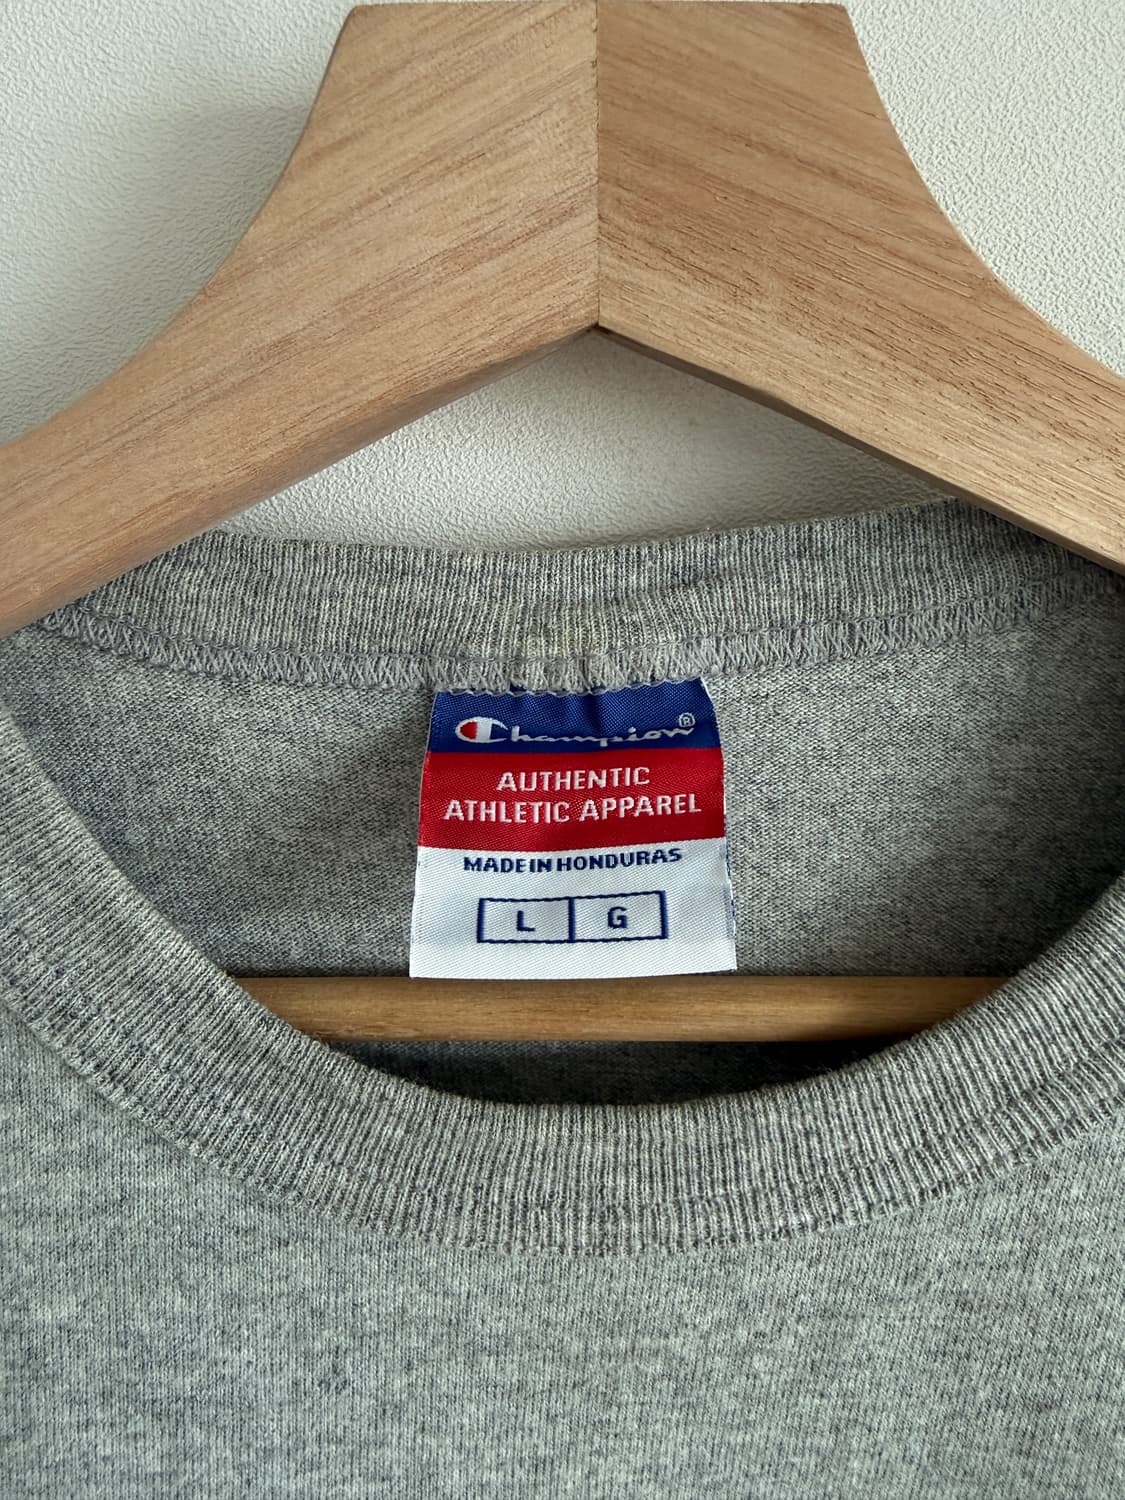 Champion®
AUTHENTIC
ATHLETIC APPAREL
MADE IN HONDURAS
L G